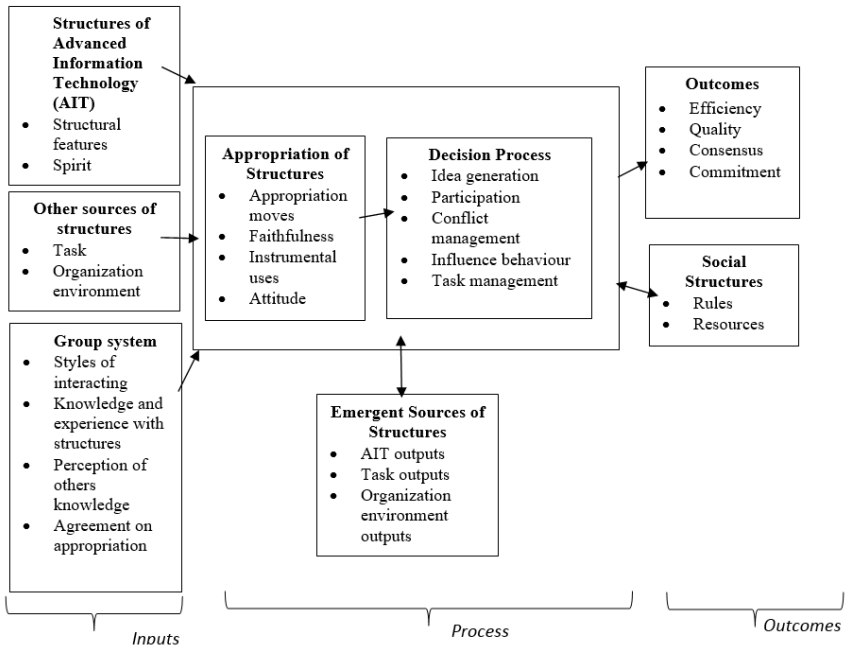 Structures of
Advanced
Information
Technology
(AIT)
• Structural
features
• Spirit
Other sources of
structures
• Task
• Organization
environment
Group system
• Styles of
interacting
• Knowledge and
experience with
structures
• Perception of
others
knowledge
• Agreement on
appropriation
Appropriation of
Structures
• Appropriation
moves
• Faithfulness
• Instrumental
uses
• Attitude
Decision Process
• Idea generation
• Participation
• Conflict
management
• Influence behaviour
• Task management
Emergent Sources of
Structures
• AIT outputs
• Task outputs
• Organization
environment
outputs
Outcomes
• Efficiency
• Quality
• Consensus
• Commitment
Social
Structures
• Rules
• Resources
Inputs
Process
Outcomes